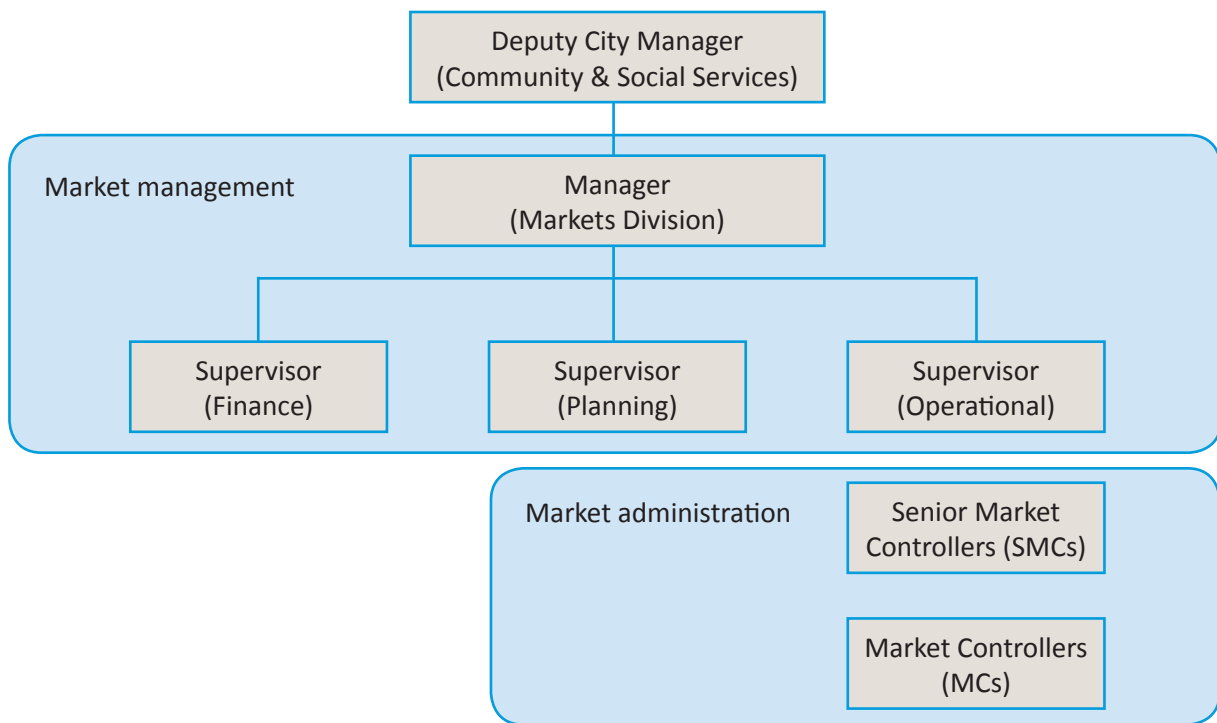 Deputy City Manager
(Community & Social Services)
Market management
Manager
(Markets Division)
Supervisor
(Finance)
Supervisor
(Planning)
Supervisor
(Operational)
Market administration
Senior Market
Controllers (SMCs)
Market Controllers
(MCs)